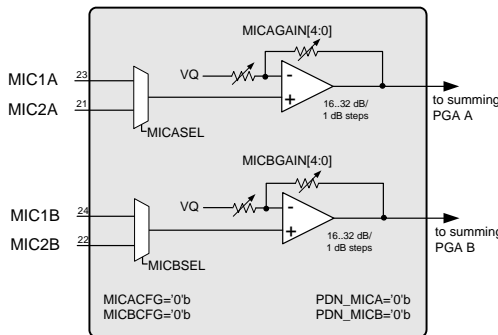 MICAGAIN[4:0]
MIC1A 23
VQ
-
+
MIC2A 21
16..32 dB/
1 dB steps
to summing
PGA A
MICASEL
MICBGAIN[4:0]
MIC1B 24
VQ
-
+
MIC2B 22
16..32 dB/
1 dB steps
to summing
PGA B
MICBSEL
MICACFG='0'b
MICBCFG='0'b
PDN_MICA='0'b
PDN_MICB='0'b